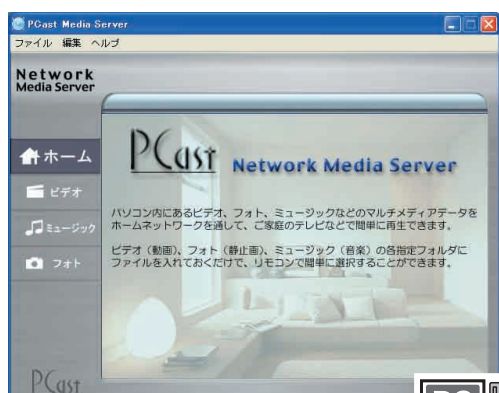 PCast Media Server
ファイル 編集 ヘルプ
Network
Media Server
ホーム
ビデオ
ミュージック
フォト
PCast Network Media Server
パソコン内にあるビデオ、フォト、ミュージックなどのマルチメディアデータを
ホームネットワークを通して、ご家庭のテレビなどで簡単に再生できます。
ビデオ（動画）、フォト（静止画）、ミュージック（音楽）の各指定フォルダに
ファイルを入れておくだけで、リモコンで簡単に選択することができます。
PCast